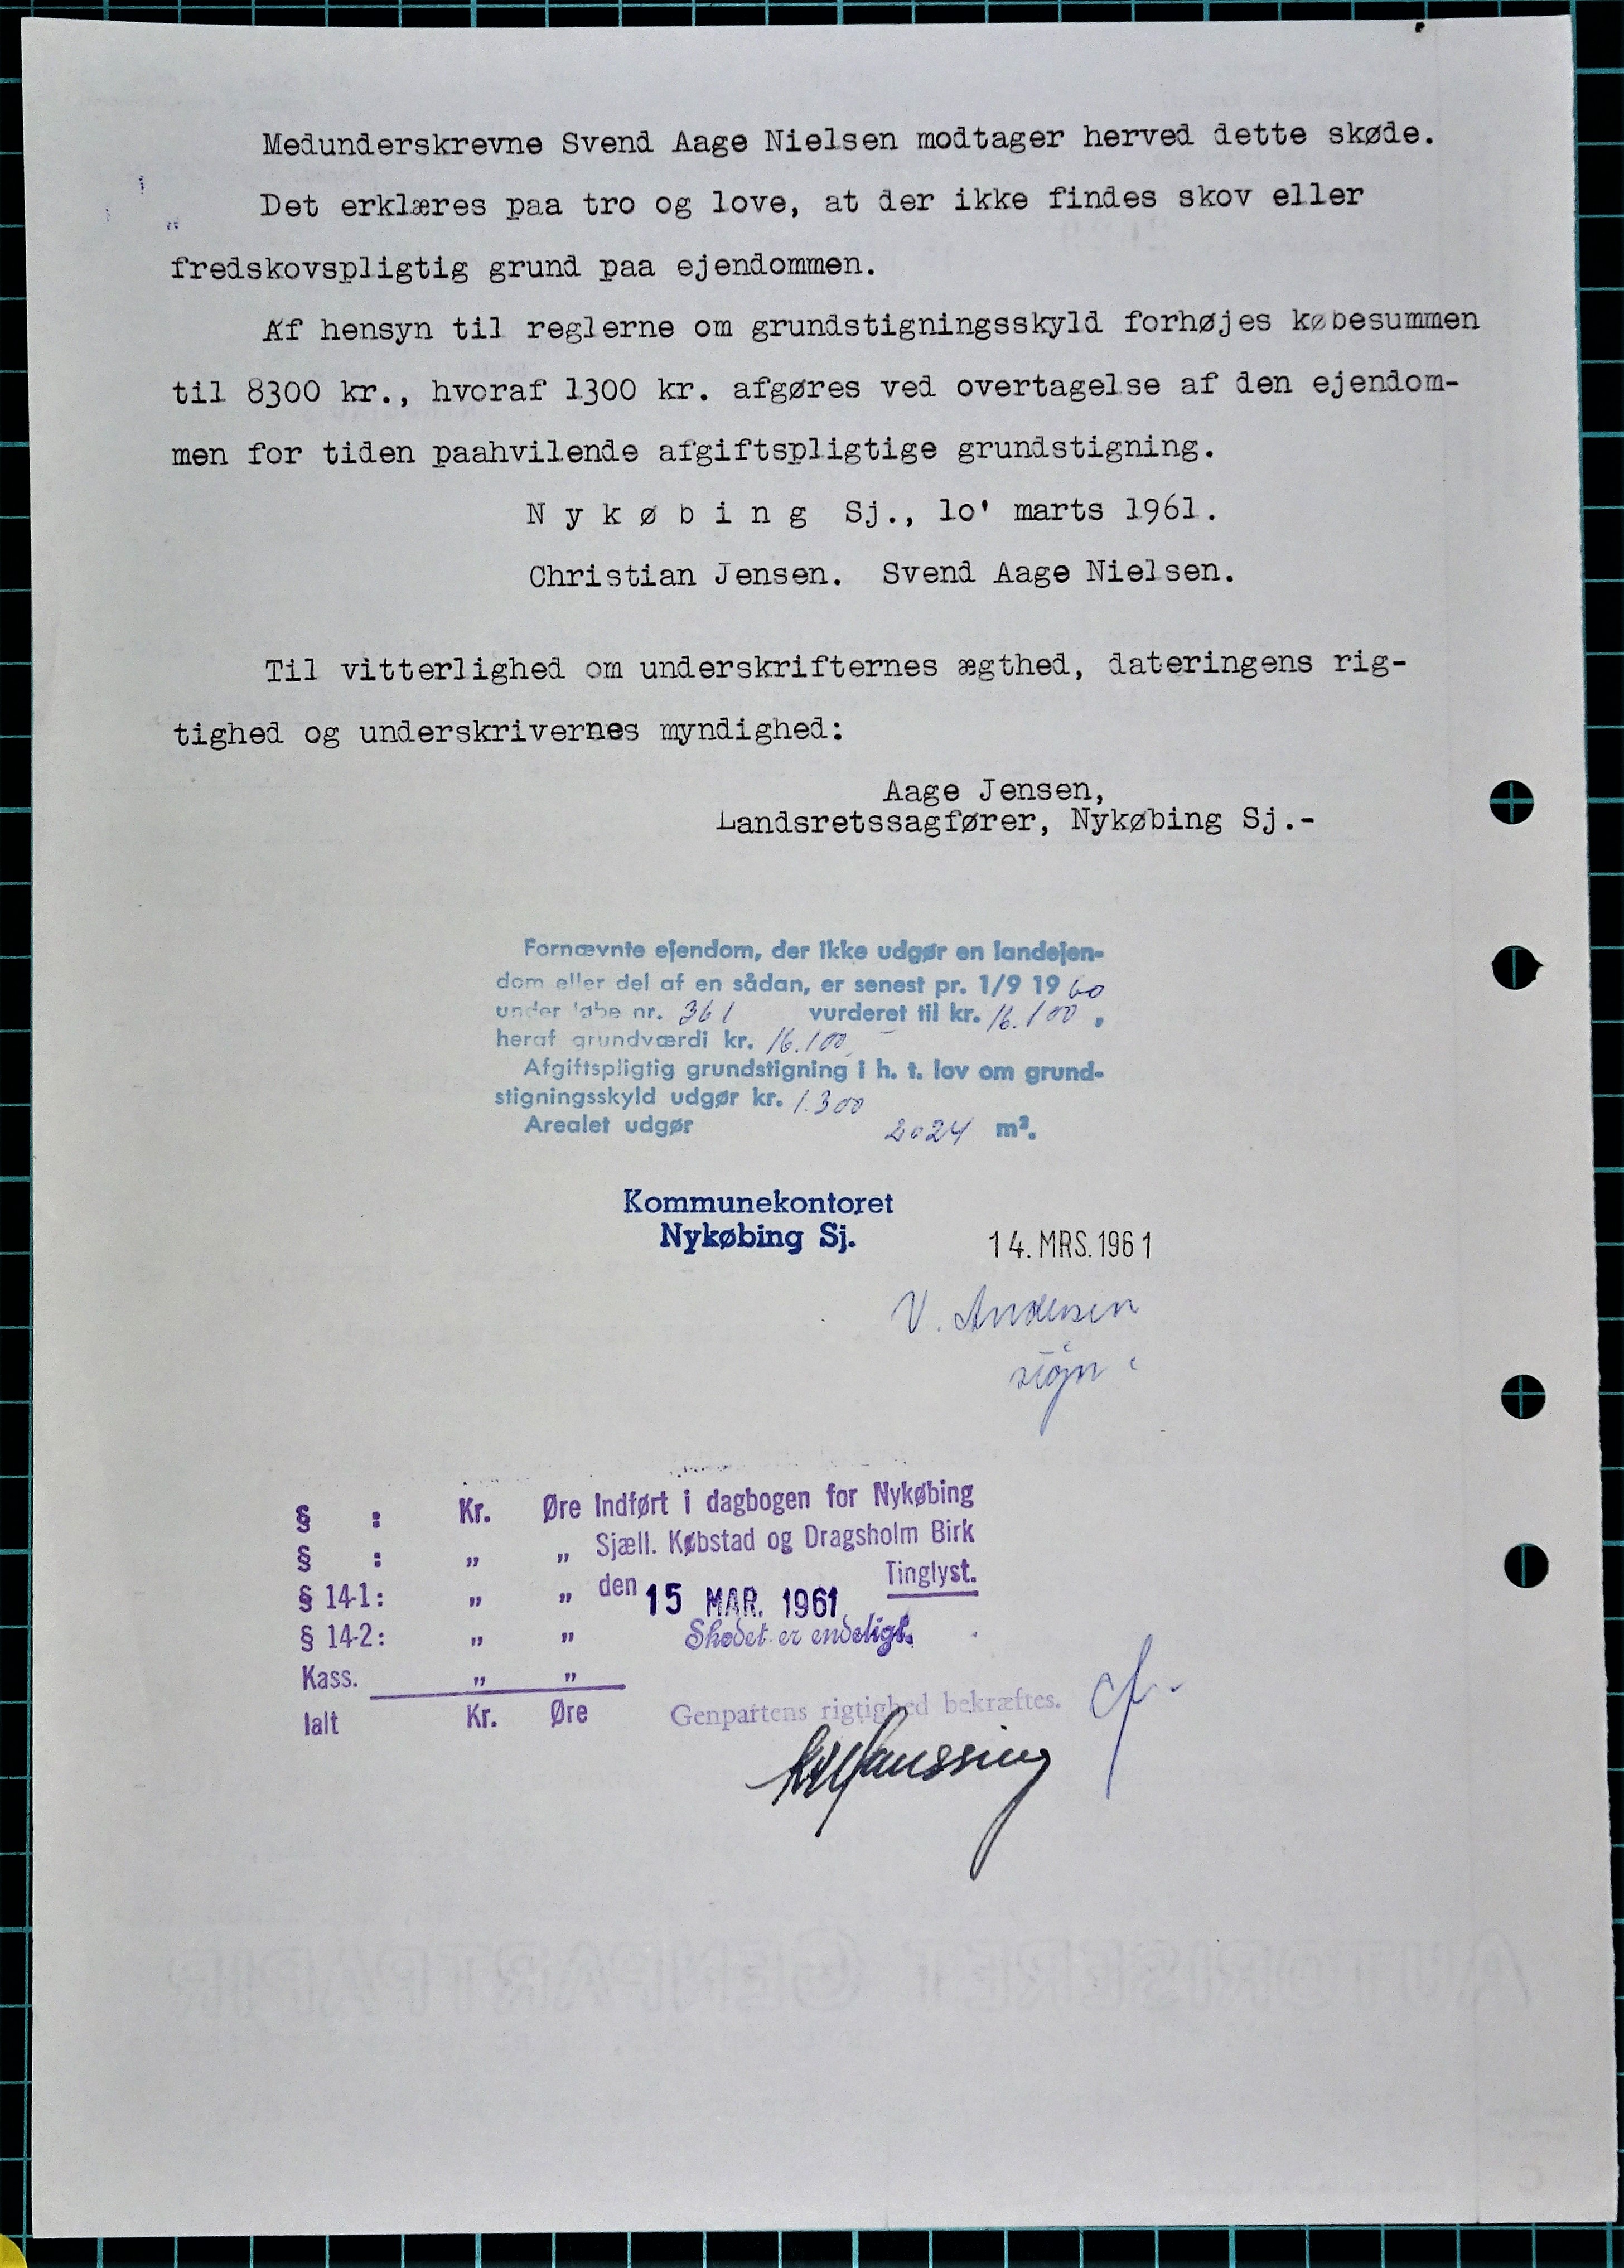 Medunderskrevne Svend Aage Nielsen modtager herved dette skøde.
Det erklæres paa tro og love, at der ikke findes skov eller
fredskovspligtig grund paa ejendommen.
Af hensyn til reglerne om grundstigningsskyld forhøjes købesummen
til 8300 kr., hvoraf 1300 kr. afgøres ved overtagelse af den ejendom-
men for tiden paahvilende afgiftspligtige grundstigning.
Nykøbing Sj., lo' marts 1961.
Christian Jensen. Svend Aage Nielsen.
Til vitterlighed om underskrifternes ægthed, dateringens rig-
tighed og underskrivernes myndighed:
Aage Jensen,
Landsretssagfører, Nykøbing Sj.-
Fornævnte ejendom, der ikke udgør en landejen-
dom eller del af en sådan, er senest pr. 1/9 1960
under løbe nr. 361 vurderet til kr. 16.100,
heraf grundværdi kr. 16.100,
Afgiftspligtig grundstigning i h. t. lov om grund-
stigningsskyld udgør kr. 1.300
Arealet udgør 2024 m².
Kommunekontoret
Nykøbing Sj.
14. MRS. 1961
V. Andersen
sign.
§ : Kr. Øre Indført i dagbogen for Nykøbing
§ : „ „ Sjæll. Købstad og Dragsholm Birk
§ 14-1: „ „ den 15 MAR. 1961 Tinglyst.
§ 14-2: „ „ Skødet er endeligt.
Kass. „ „
Ialt Kr. Øre Genpartens rigtighed bekræftes.
AUTORISERET GENPARTPAPIR